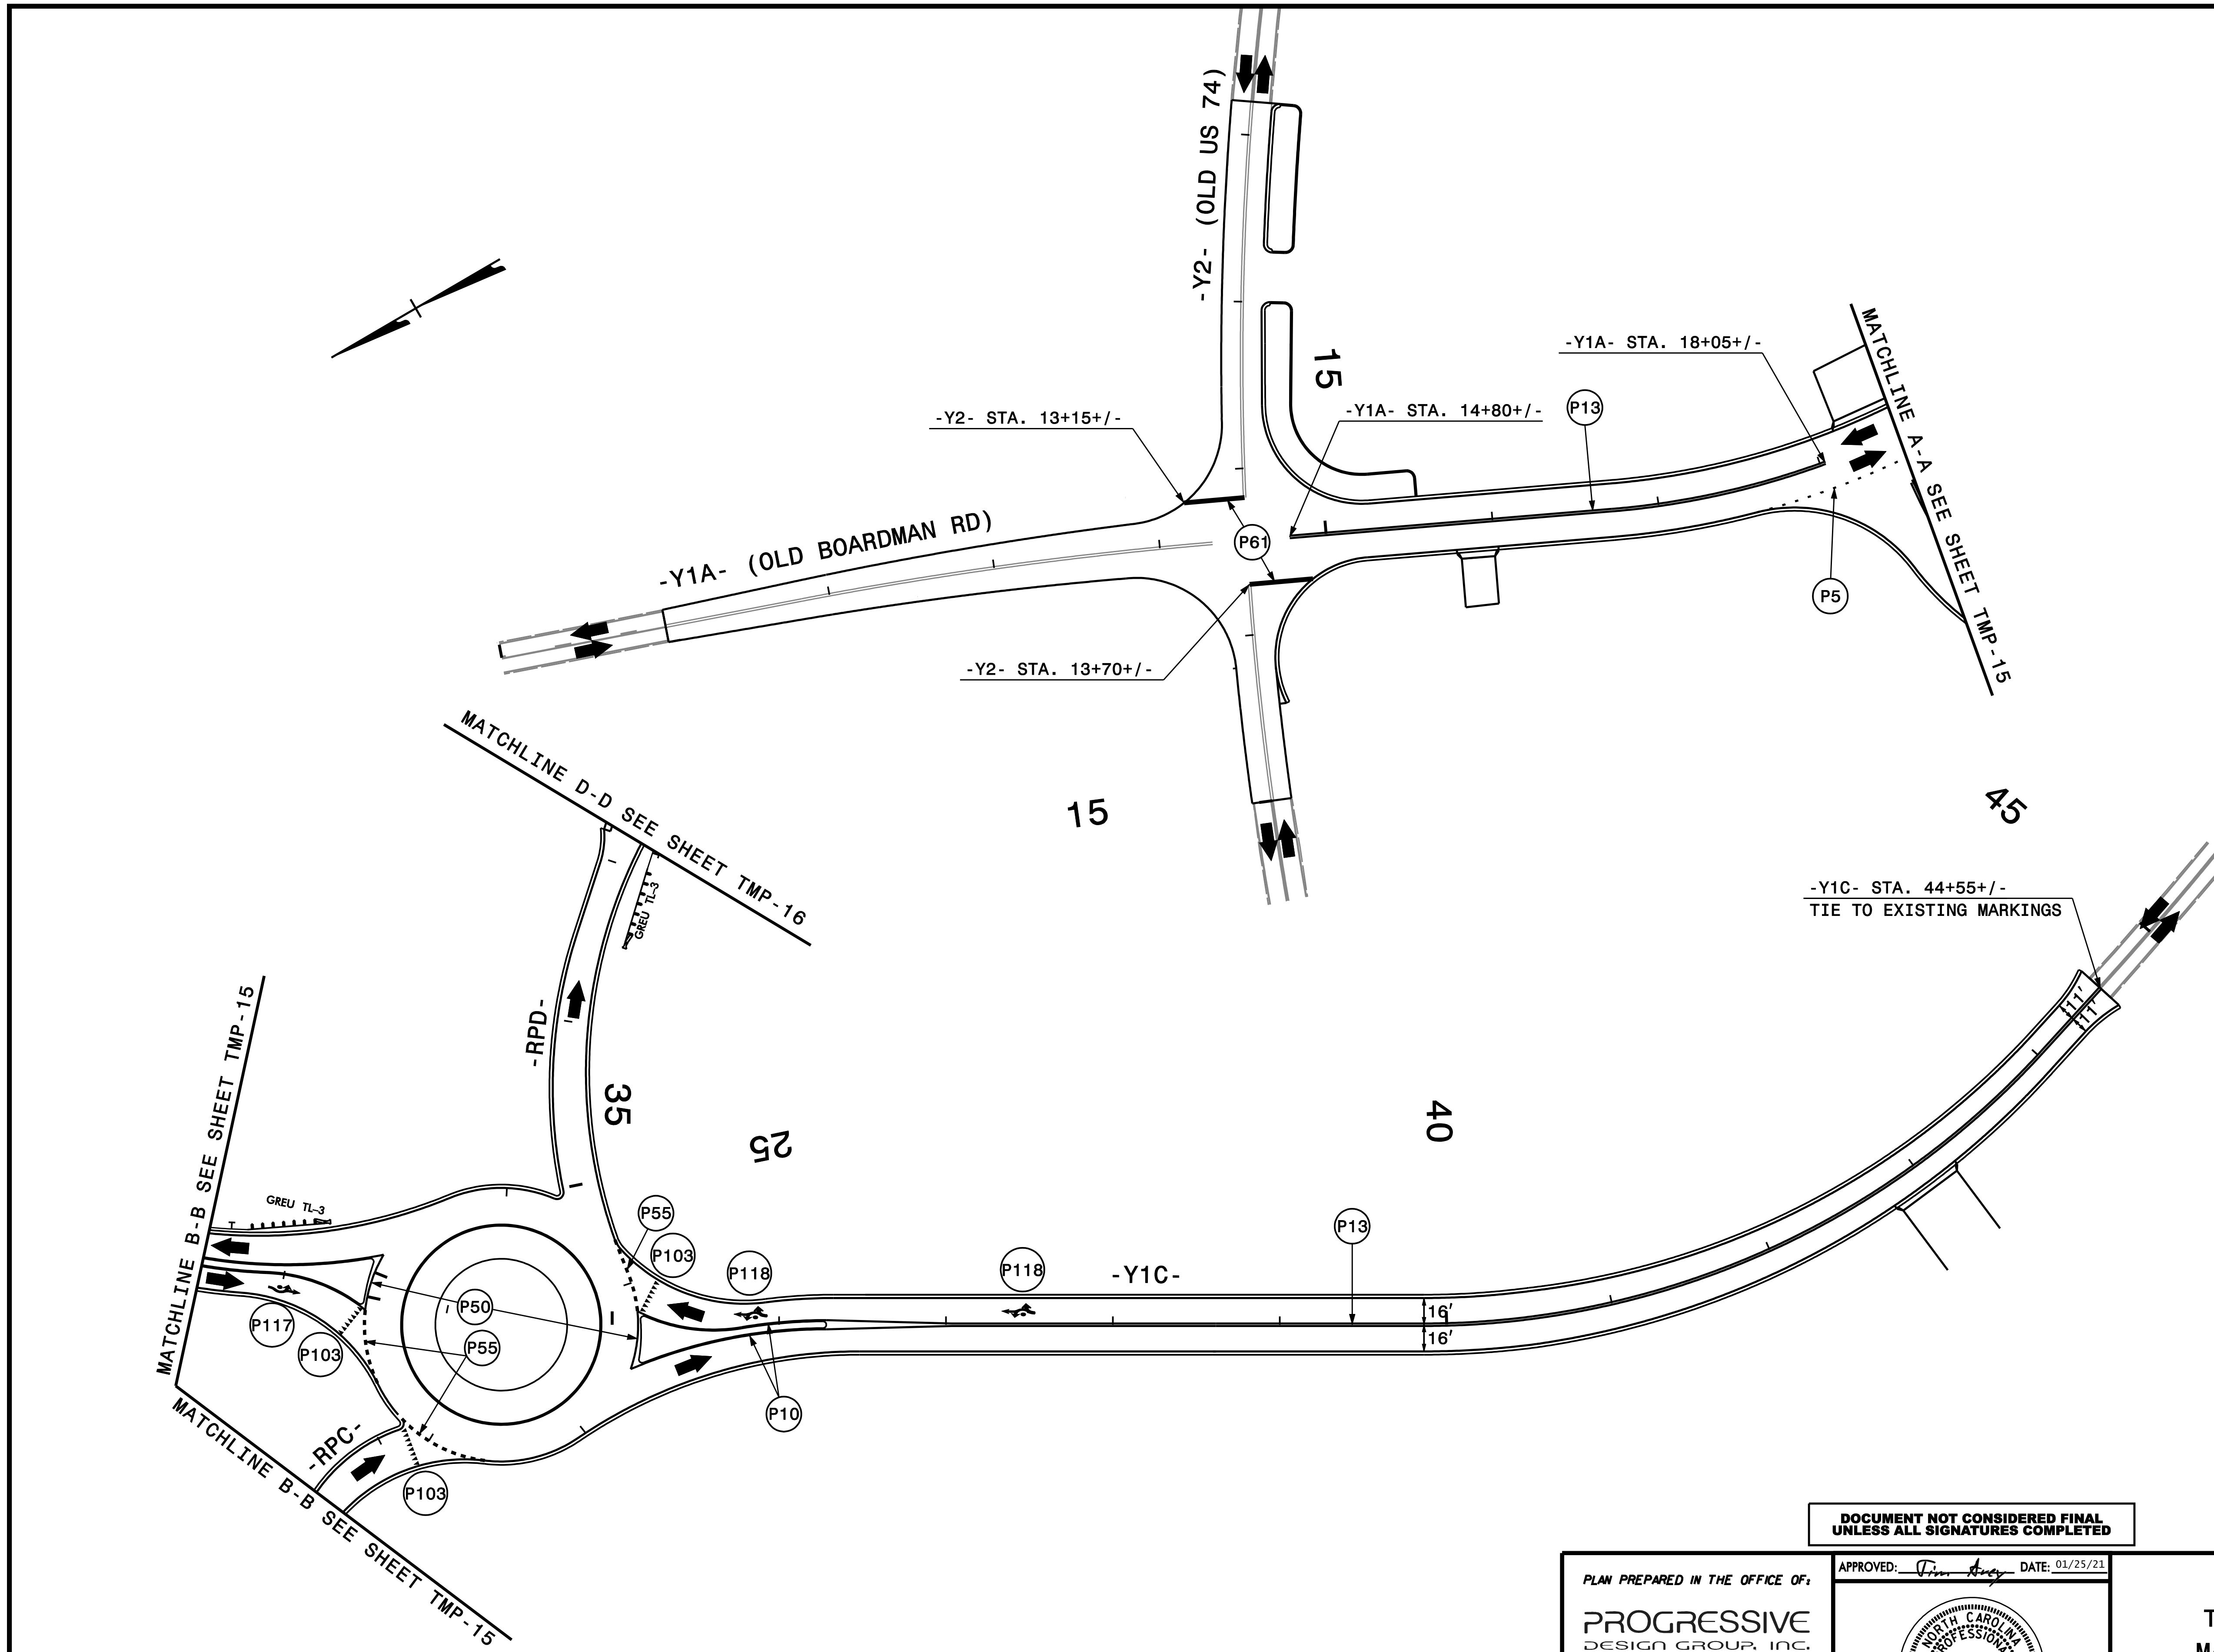 -Y2- (OLD US 74)
15
-Y1A- STA. 18+05+/-
MATCHLINE A-A SEE SHEET TMP-15
-Y2- STA. 13+15+/-
-Y1A- STA. 14+80+/-
P13
-Y1A- (OLD BOARDMAN RD)
P61
P5
-Y2- STA. 13+70+/-
MATCHLINE D-D SEE SHEET TMP-16
15
45
GREU TL-3
-Y1C- STA. 44+55+/-
TIE TO EXISTING MARKINGS
11'
11'
MATCHLINE B-B SEE SHEET TMP-15
-RPD-
35
25
40
GREU TL-3
P55
P103
P118
P118
-Y1C-
P13
P50
16'
16'
P117
P103
P55
P10
-RPC-
P103
MATCHLINE B-B SEE SHEET TMP-15
DOCUMENT NOT CONSIDERED FINAL
UNLESS ALL SIGNATURES COMPLETED
PLAN PREPARED IN THE OFFICE OF:
PROGRESSIVE
DESIGN GROUP, INC.
APPROVED: DATE: 01/25/21
NORTH CAROLINA